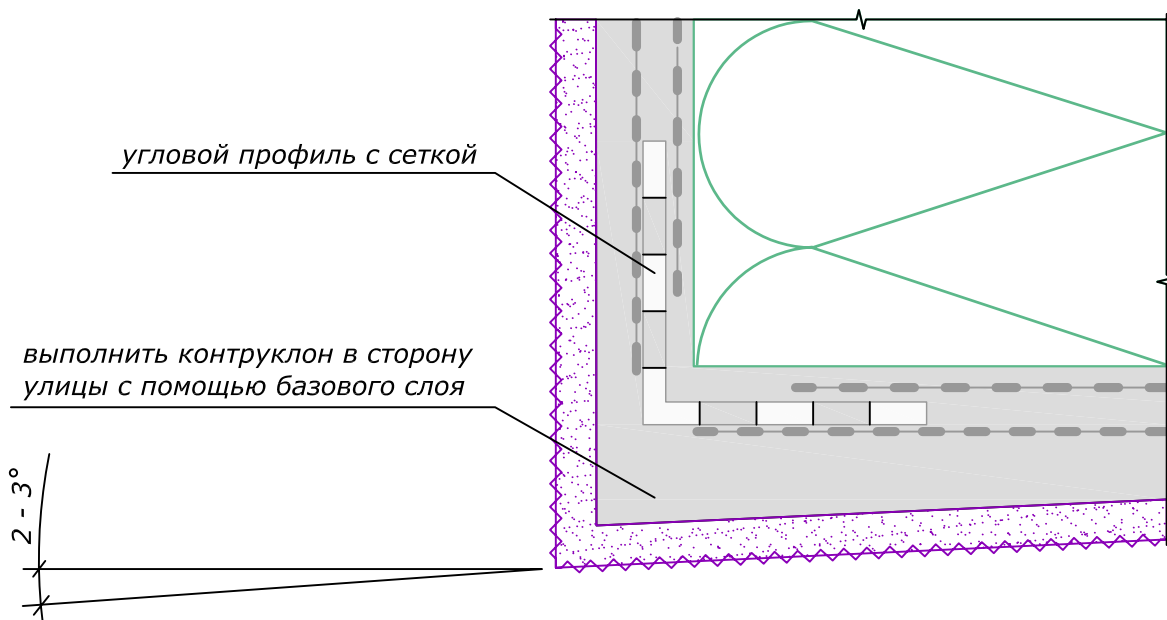 угловой профиль с сеткой
выполнить контруклон в сторону
улицы с помощью базового слоя
2 - 3°